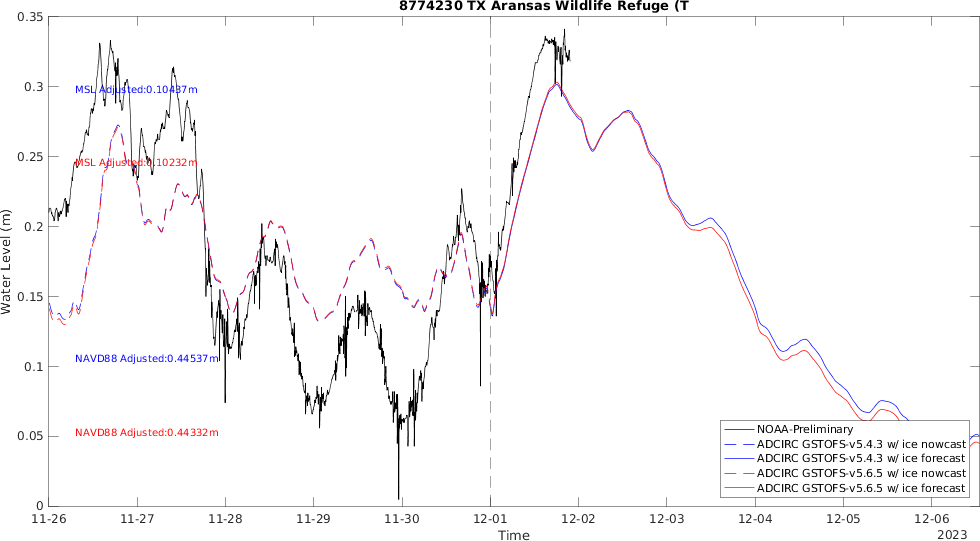 8774230 TX Aransas Wildlife Refuge (T
0.35
0.3
0.25
0.2
0.15
0.1
0.05
0
Water Level (m)
MSL Adjusted:0.10437m
MSL Adjusted:0.10232m
NAVD88 Adjusted:0.44537m
NAVD88 Adjusted:0.44332m
NOAA-Preliminary
ADCIRC GSTOFS-v5.4.3 w/ ice nowcast
ADCIRC GSTOFS-v5.4.3 w/ ice forecast
ADCIRC GSTOFS-v5.6.5 w/ ice nowcast
ADCIRC GSTOFS-v5.6.5 w/ ice forecast
11-26 11-27 11-28 11-29 11-30 12-01 12-02 12-03 12-04 12-05 12-06
Time
2023